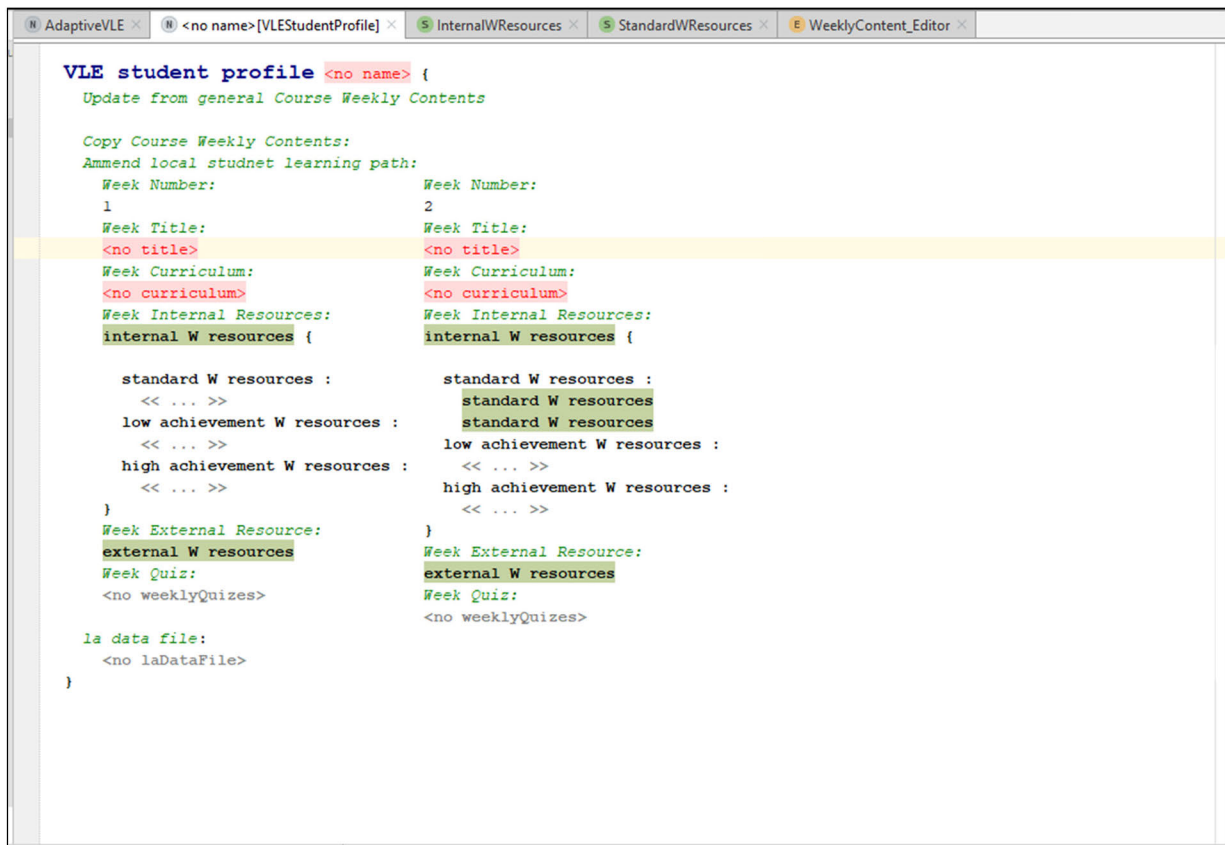 N AdaptiveVLE × N <no name>[VLEStudentProfile] × S InternalWResources × S StandardWResources × E WeeklyContent_Editor ×
VLE student profile <no name> {
Update from general Course Weekly Contents
Copy Course Weekly Contents:
Ammend local studnet learning path:
Week Number: Week Number:
1 2
Week Title: Week Title:
<no title> <no title>
Week Curriculum: Week Curriculum:
<no curriculum> <no curriculum>
Week Internal Resources: Week Internal Resources:
internal W resources { internal W resources {
standard W resources : standard W resources :
<< ... >> standard W resources
low achievement W resources : standard W resources
<< ... >> low achievement W resources :
high achievement W resources : << ... >>
<< ... >> high achievement W resources :
} << ... >>
Week External Resource: }
external W resources Week External Resource:
Week Quiz: external W resources
<no weeklyQuizes> Week Quiz:
<no weeklyQuizes>
la data file:
<no laDataFile>
}